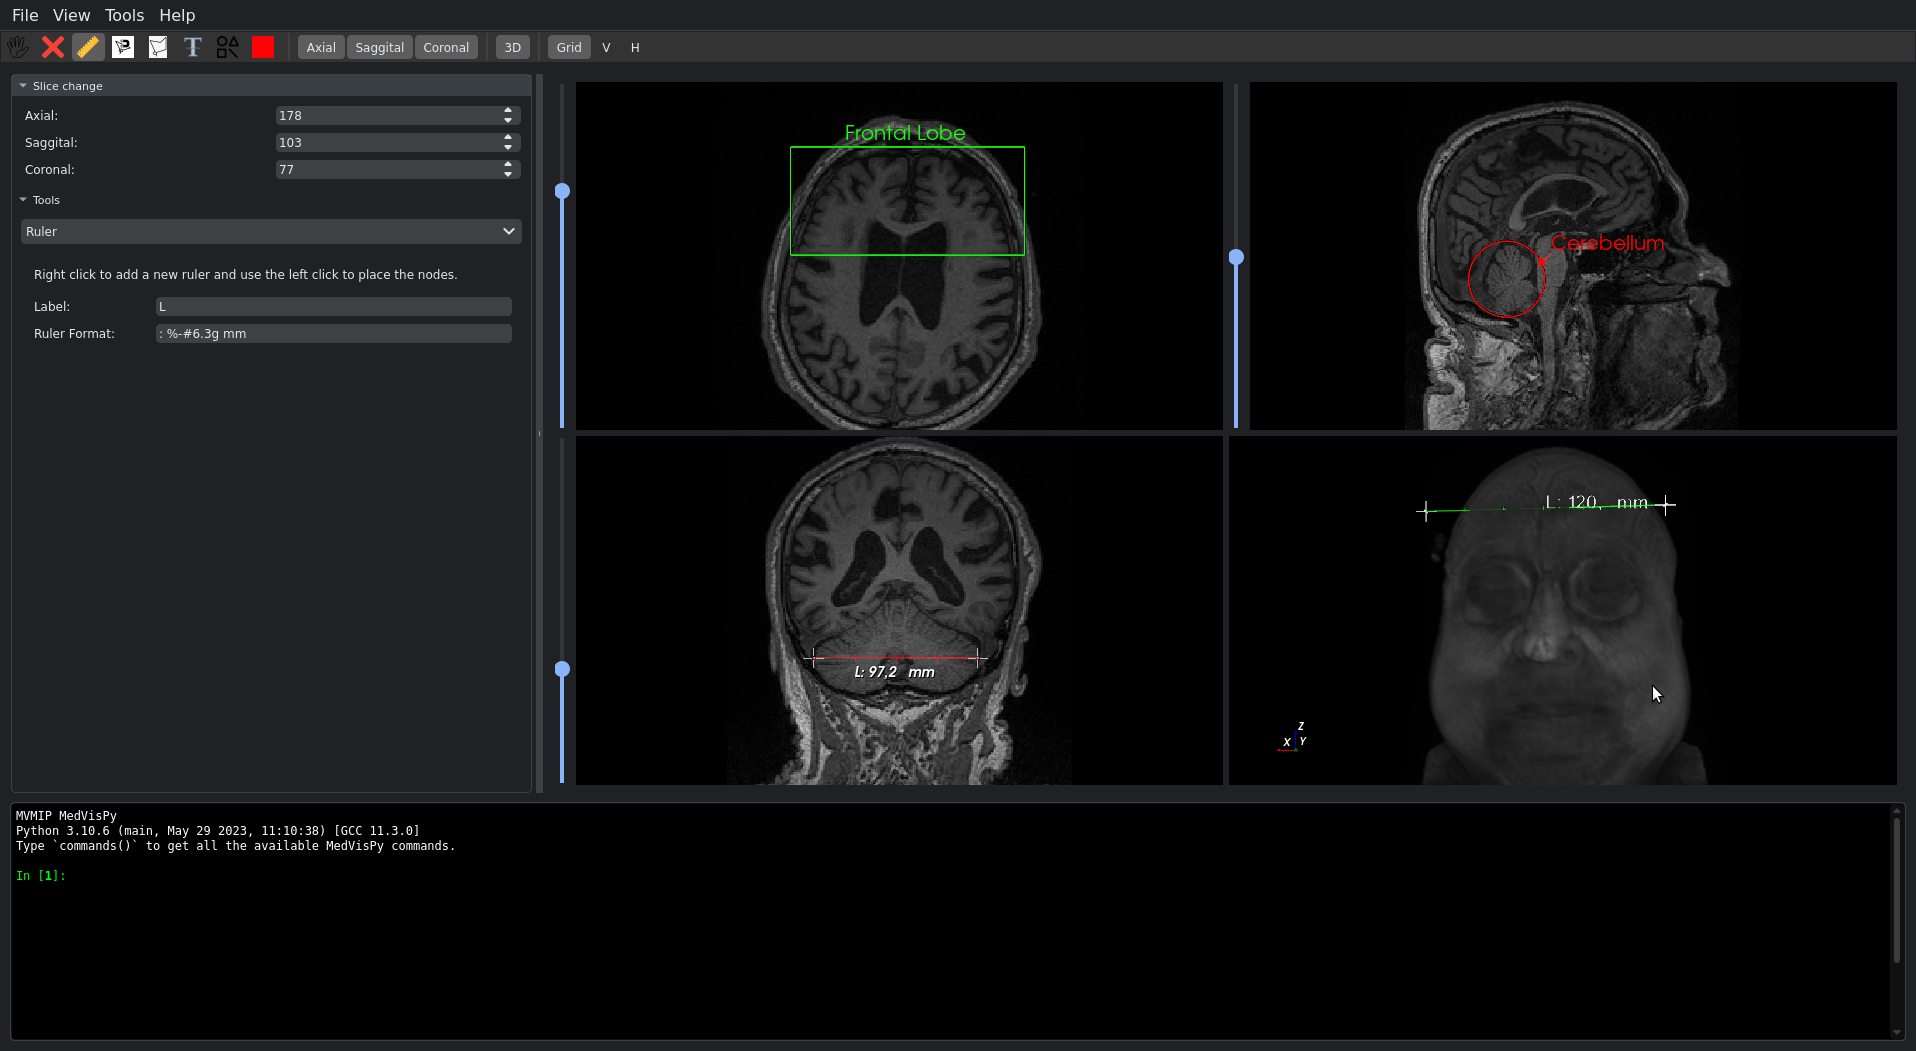 File View Tools Help
T Axial Saggital Coronal 3D Grid V H
Slice change
Axial: 178
Saggital: 103
Coronal: 77
Tools
Ruler
Right click to add a new ruler and use the left click to place the nodes.
Label: L
Ruler Format: : %-#6.3g mm
Frontal Lobe
Cerebellum
L: 97,2 mm
L: 120, mm
Z
X Y
MVMIP MedVisPy
Python 3.10.6 (main, May 29 2023, 11:10:38) [GCC 11.3.0]
Type `commands()` to get all the available MedVisPy commands.
In [1]: